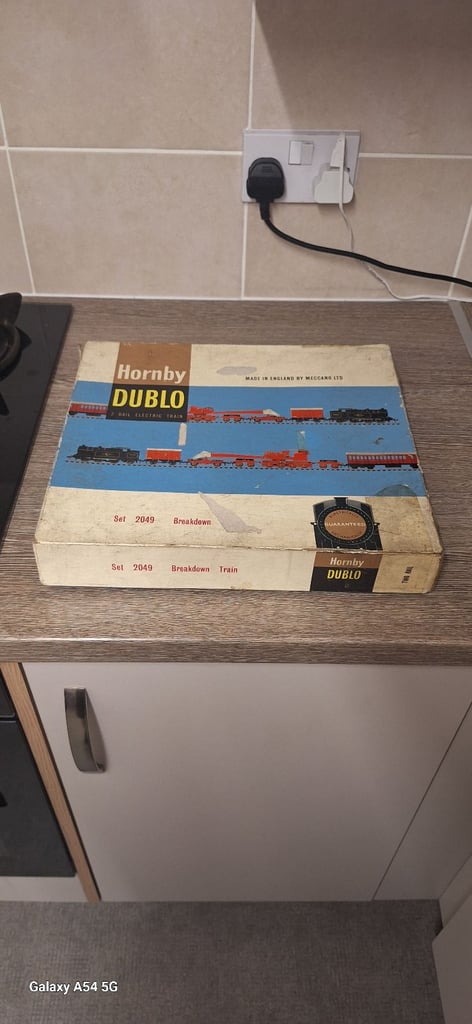 Hornby
DUBLO
2 RAIL ELECTRIC TRAIN
MADE IN ENGLAND BY MECCANO LTD
Set 2049 Breakdown
GUARANTEED
Set 2049 Breakdown Train
Hornby
DUBLO
TWO RAIL
Galaxy A54 5G